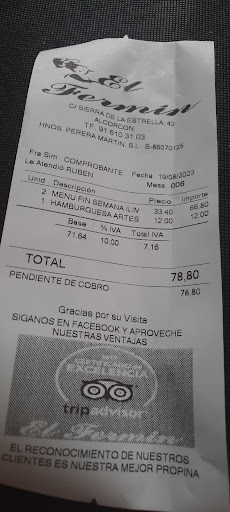 El
Fermin
C/ SIERRA DE LA ESTRELLA, 42
ALCORCON
TF. 91 610 31 03
HNOS. PERERA MARTIN, S.L. B-86070125
Fra Sim. COMPROBANTE Fecha 19/08/2023
Le Atendió RUBEN Mesa 006
Unid. Descripción Precio Importe
2 MENU FIN SEMANA ILIV 33.40 66.80
1 HAMBURGUESA ARTES 12.00 12.00
Base % IVA Total IVA
71.64 10.00 7.16
TOTAL 78,80
PENDIENTE DE COBRO 78.80
Gracias por su Visita
SIGANOS EN FACEBOOK Y APROVECHE
NUESTRAS VENTAJAS
EXCELENCIA
tripadvisor
El Fermin
EL RECONOCIMIENTO DE NUESTROS
CLIENTES ES NUESTRA MEJOR PROPINA